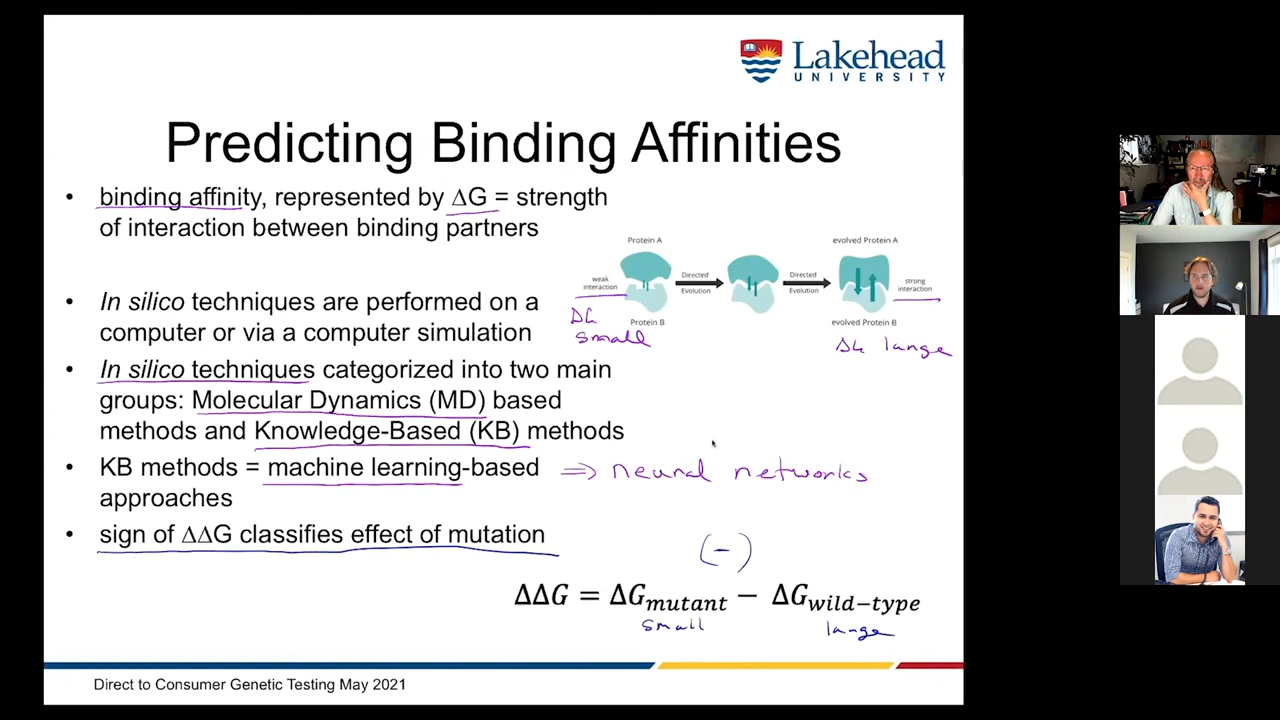 Lakehead
UNIVERSITY
Predicting Binding Affinities
• binding affinity, represented by ΔG = strength
of interaction between binding partners
• In silico techniques are performed on a
computer or via a computer simulation
• In silico techniques categorized into two main
groups: Molecular Dynamics (MD) based
methods and Knowledge-Based (KB) methods
• KB methods = machine learning-based
approaches
⇒ neural networks
• sign of ΔΔG classifies effect of mutation
Protein A
weak
interaction
Protein B
Directed
Evolution
Directed
Evolution
evolved Protein A
strong
interaction
evolved Protein B
ΔG
small
ΔG large
(-)
ΔΔG = ΔGmutant − ΔGwild−type
small
large
Direct to Consumer Genetic Testing May 2021